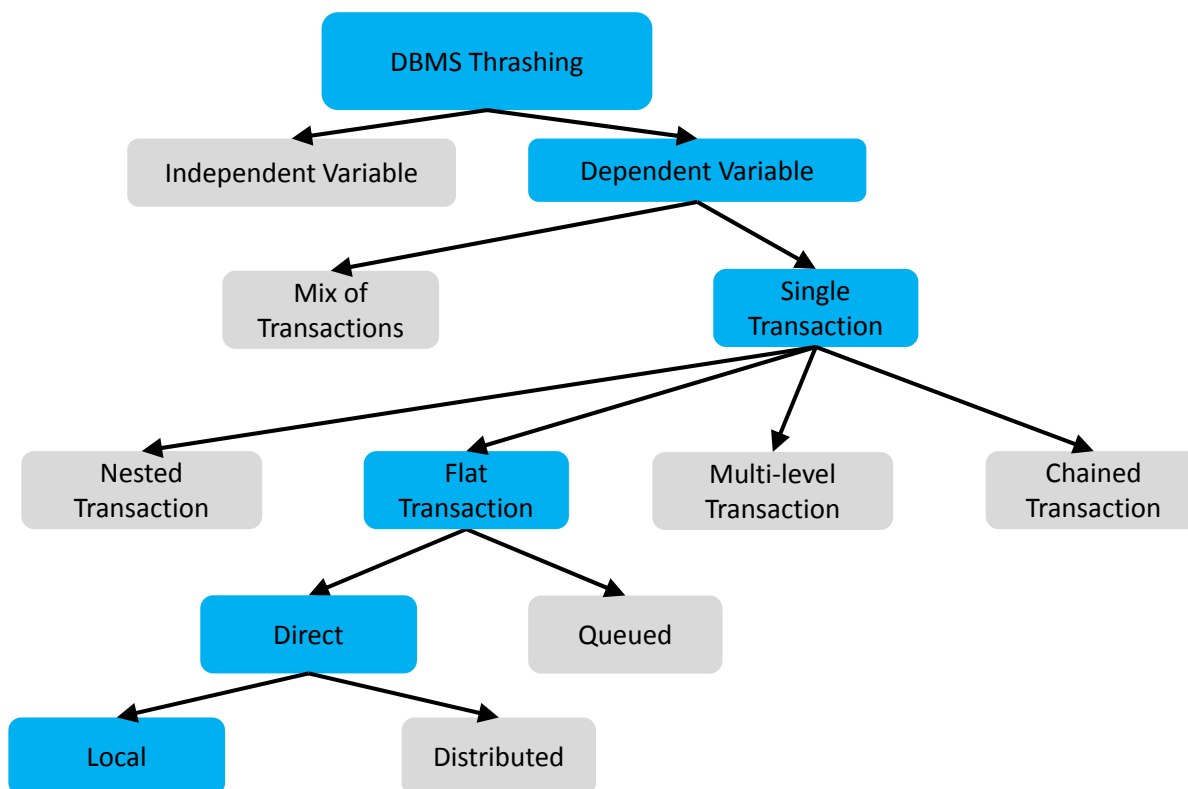 DBMS Thrashing
Independent Variable
Dependent Variable
Mix of
Transactions
Single
Transaction
Nested
Transaction
Flat
Transaction
Multi-level
Transaction
Chained
Transaction
Direct
Queued
Local
Distributed